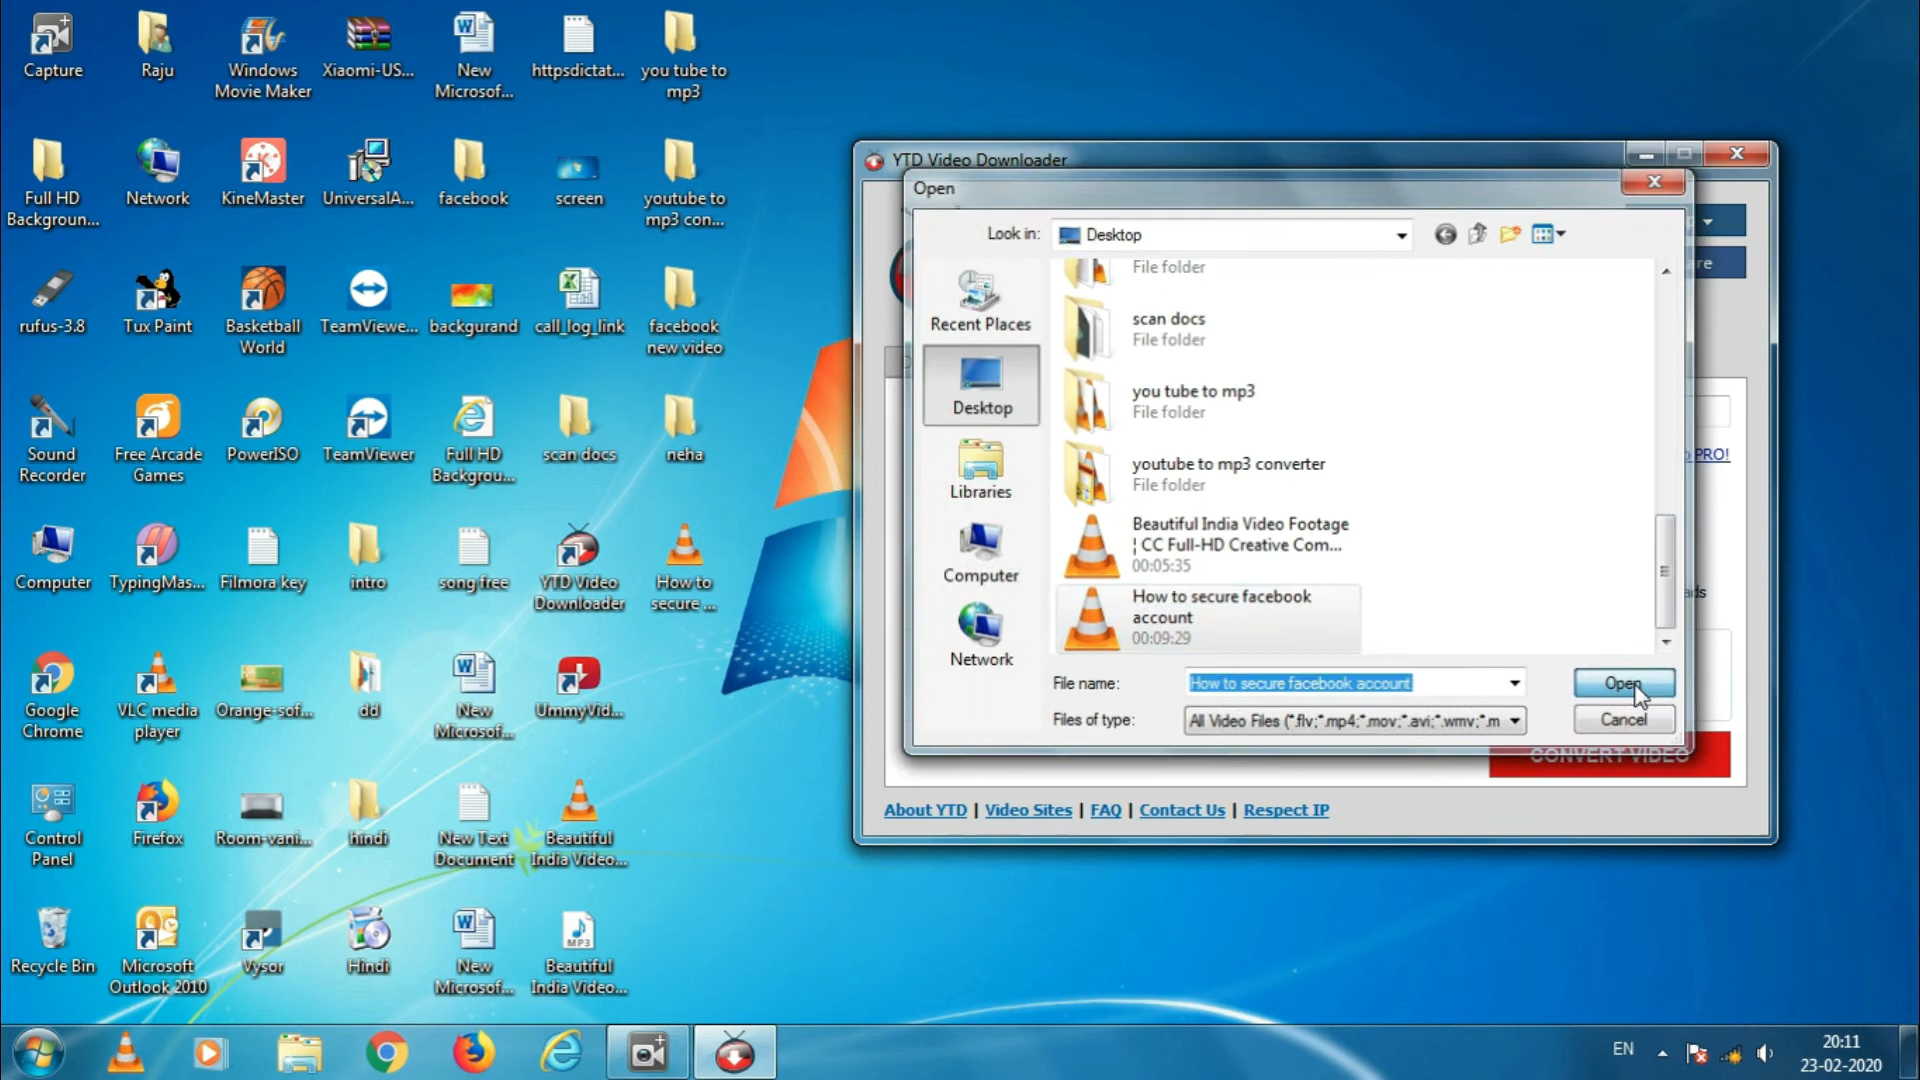 Capture
Raju
Windows
Movie Maker
Xiaomi-US...
New
Microsof...
httpsdictat...
you tube to
mp3
Full HD
Backgroun...
Network
KineMaster
UniversalA...
facebook
screen
youtube to
mp3 con...
rufus-3.8
Tux Paint
Basketball
World
TeamViewe...
backgurand
call_log_link
facebook
new video
Sound
Recorder
Free Arcade
Games
PowerISO
TeamViewer
Full HD
Backgrou...
scan docs
neha
Computer
TypingMas...
Filmora key
intro
song free
YTD Video
Downloader
How to
secure ...
Google
Chrome
VLC media
player
Orange-sof...
dd
New
Microsof...
UmmyVid...
Control
Panel
Firefox
Room-vani...
hindi
New Text
Document
Beautiful
India Video...
Recycle Bin
Microsoft
Outlook 2010
Vysor
Hindi
New
Microsof...
MP3
Beautiful
India Video...
YTD Video Downloader
Open
Look in:
Desktop
Recent Places
Desktop
Libraries
Computer
Network
File folder
scan docs
File folder
you tube to mp3
File folder
youtube to mp3 converter
File folder
Beautiful India Video Footage
¦ CC Full-HD Creative Com...
00:05:35
How to secure facebook
account
00:09:29
File name:
How to secure facebook account
Open
Files of type:
All Video Files (*.flv;*.mp4;*.mov;*.avi;*.wmv;*.m
Cancel
PRO!
CONVERT VIDEO
About YTD | Video Sites | FAQ | Contact Us | Respect IP
EN
20:11
23-02-2020